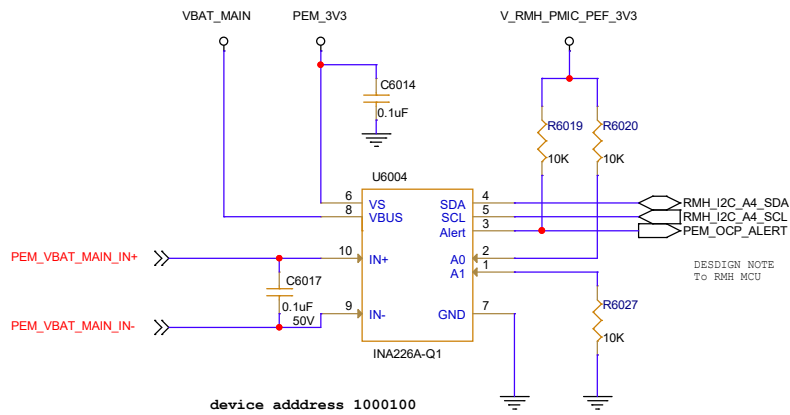 VBAT_MAIN PEM_3V3 V_RMH_PMIC_PEF_3V3
C6014
0.1uF
R6019 R6020
10K 10K
U6004
6 VS SDA 4 RMH_I2C_A4_SDA
8 VBUS SCL 5 RMH_I2C_A4_SCL
Alert 3 PEM_OCP_ALERT
PEM_VBAT_MAIN_IN+ 10 IN+ A0 2
A1 1
DESDIGN NOTE
To RMH MCU
C6017
0.1uF
50V
PEM_VBAT_MAIN_IN- 9 IN- GND 7
R6027
10K
INA226A-Q1
device adddress 1000100